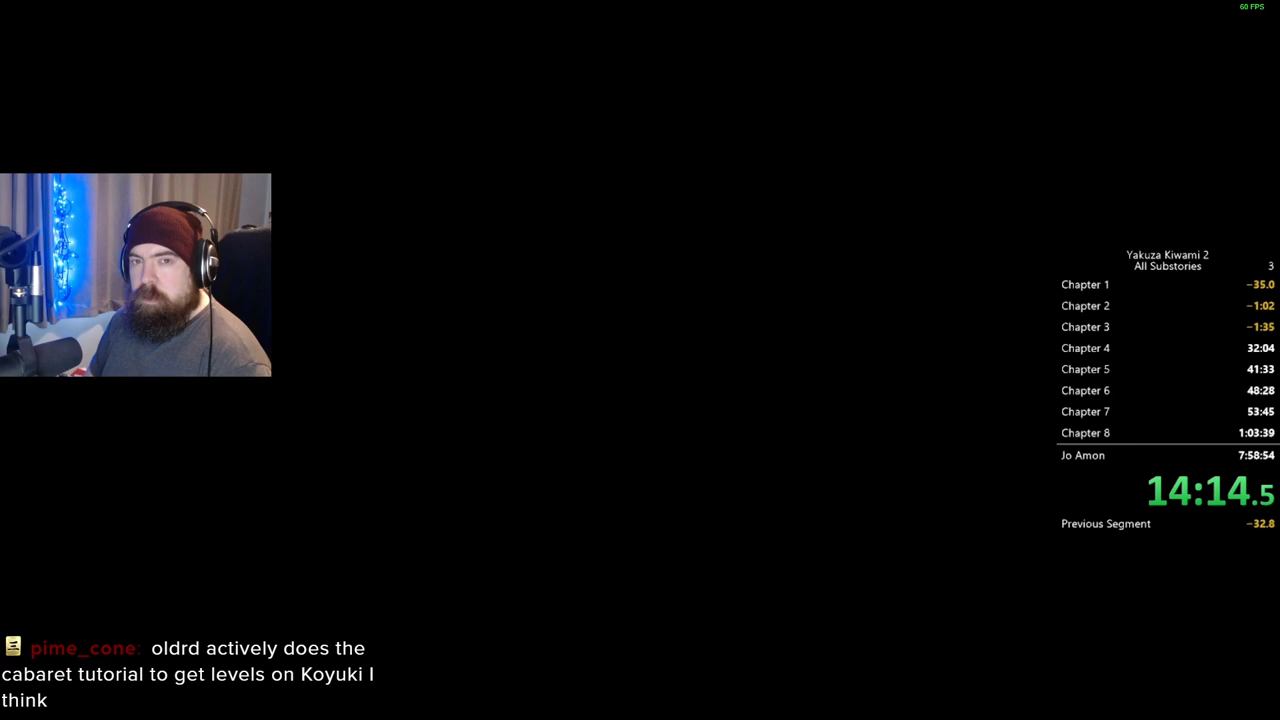 60 FPS
Yakuza Kiwami 2
All Substories 3
Chapter 1 -35.0
Chapter 2 -1:02
Chapter 3 -1:35
Chapter 4 32:04
Chapter 5 41:33
Chapter 6 48:28
Chapter 7 53:45
Chapter 8 1:03:39
Jo Amon 7:58:54
14:14.5
Previous Segment -32.8
三 pime_cone: oldrd actively does the
cabaret tutorial to get levels on Koyuki I
think